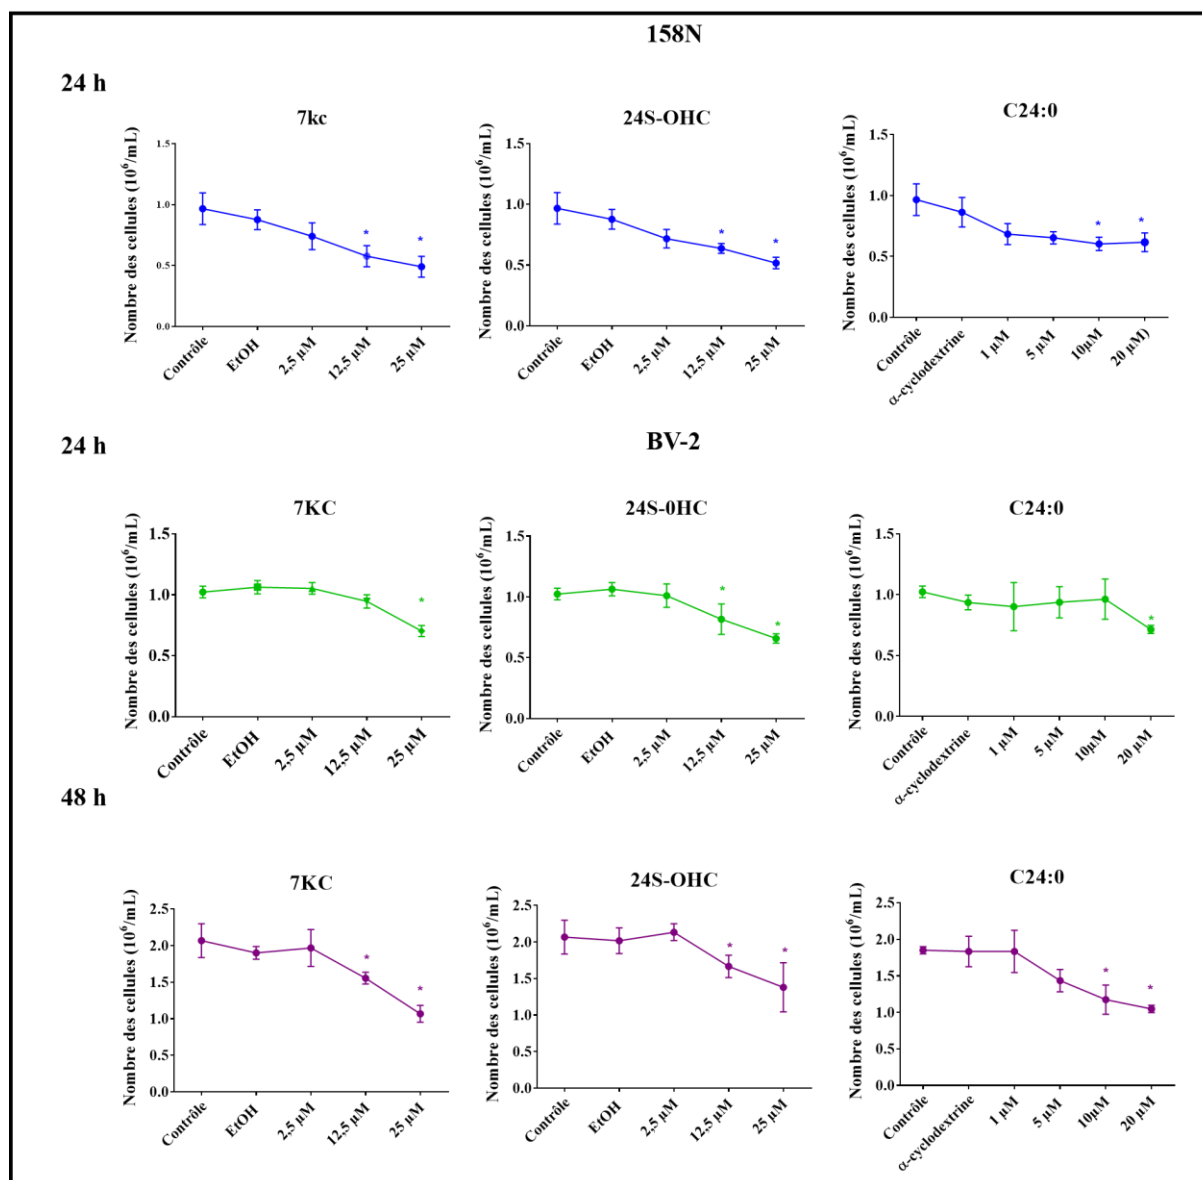 158N
24 h
7kc
Nombre des cellules (10⁶/mL)
1.5
1.0
0.5
0.0
Contrôle
EtOH
2,5 µM
12,5 µM
25 µM
* *
24S-OHC
Nombre des cellules (10⁶/mL)
1.5
1.0
0.5
0.0
Contrôle
EtOH
2,5 µM
12,5 µM
25 µM
* *
C24:0
Nombre des cellules (10⁶/mL)
1.5
1.0
0.5
0.0
Contrôle
α-cyclodextrine
1 µM
5 µM
10µM
20 µM)
* *
24 h
BV-2
7KC
Nombre des cellules (10⁶/mL)
1.5
1.0
0.5
0.0
Contrôle
EtOH
2,5 µM
12,5 µM
25 µM
*
24S-0HC
Nombre des cellules (10⁶/mL)
1.5
1.0
0.5
0.0
Contrôle
EtOH
2,5 µM
12,5 µM
25 µM
* *
C24:0
Nombre des cellules (10⁶/mL)
1.5
1.0
0.5
0.0
Contrôle
α-cyclodextrine
1 µM
5 µM
10µM
20 µM
*
48 h
7KC
Nombre des cellules (10⁶/mL)
2.5
2.0
1.5
1.0
0.5
0.0
Contrôle
EtOH
2,5 µM
12,5 µM
25 µM
* *
24S-OHC
Nombre des cellules (10⁶/mL)
2.5
2.0
1.5
1.0
0.5
0.0
Contrôle
EtOH
2,5 µM
12,5 µM
25 µM
* *
C24:0
Nombre des cellules (10⁶/mL)
2.5
2.0
1.5
1.0
0.5
0.0
Contrôle
α-cyclodextrine
1 µM
5 µM
10µM
20 µM
* *